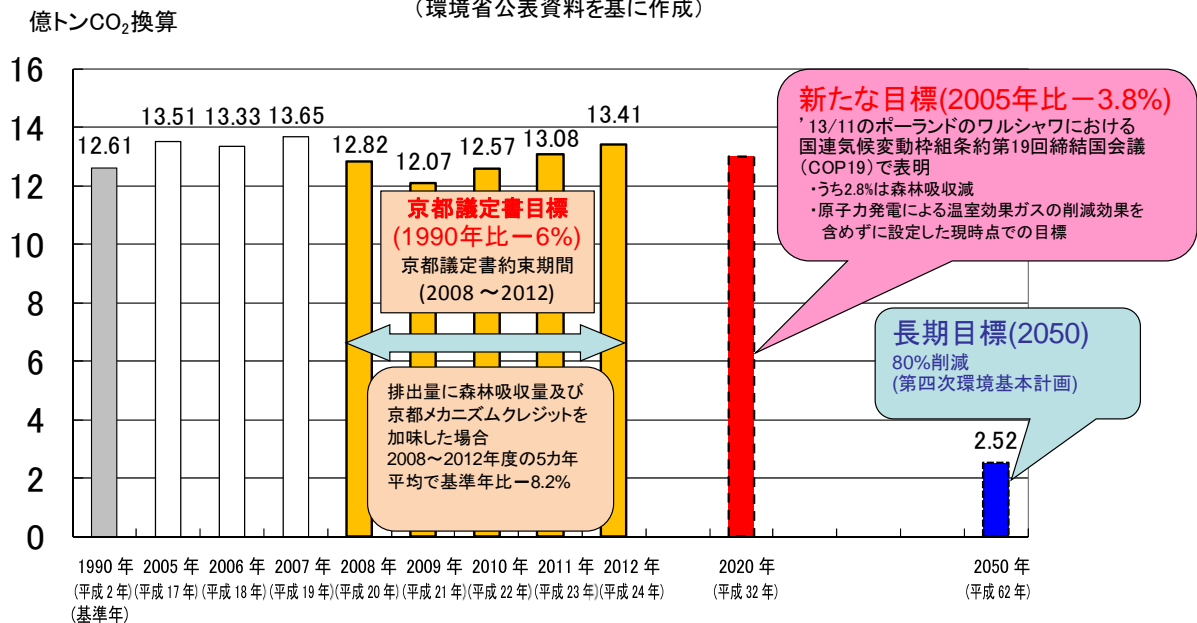 （環境省公表資料を基に作成）
億トンCO₂換算
16
14
12
10
8
6
4
2
0
12.61
13.51
13.33
13.65
12.82
12.07
12.57
13.08
13.41
2.52
京都議定書目標
(1990年比－6%)
京都議定書約束期間
(2008 ～2012)
排出量に森林吸収量及び
京都メカニズムクレジットを
加味した場合
2008～2012年度の5カ年
平均で基準年比－8.2%
新たな目標(2005年比－3.8%)
’13/11のポーランドのワルシャワにおける
国連気候変動枠組条約第19回締結国会議
(COP19)で表明
・うち2.8%は森林吸収減
・原子力発電による温室効果ガスの削減効果を
含めずに設定した現時点での目標
長期目標(2050)
80%削減
(第四次環境基本計画)
1990 年 2005 年 2006 年 2007 年 2008 年 2009 年 2010 年 2011 年 2012 年 2020 年 2050 年
(平成 2 年) (平成 17 年) (平成 18 年) (平成 19 年) (平成 20 年) (平成 21 年) (平成 22 年) (平成 23 年) (平成 24 年) (平成 32 年) (平成 62 年)
(基準年)